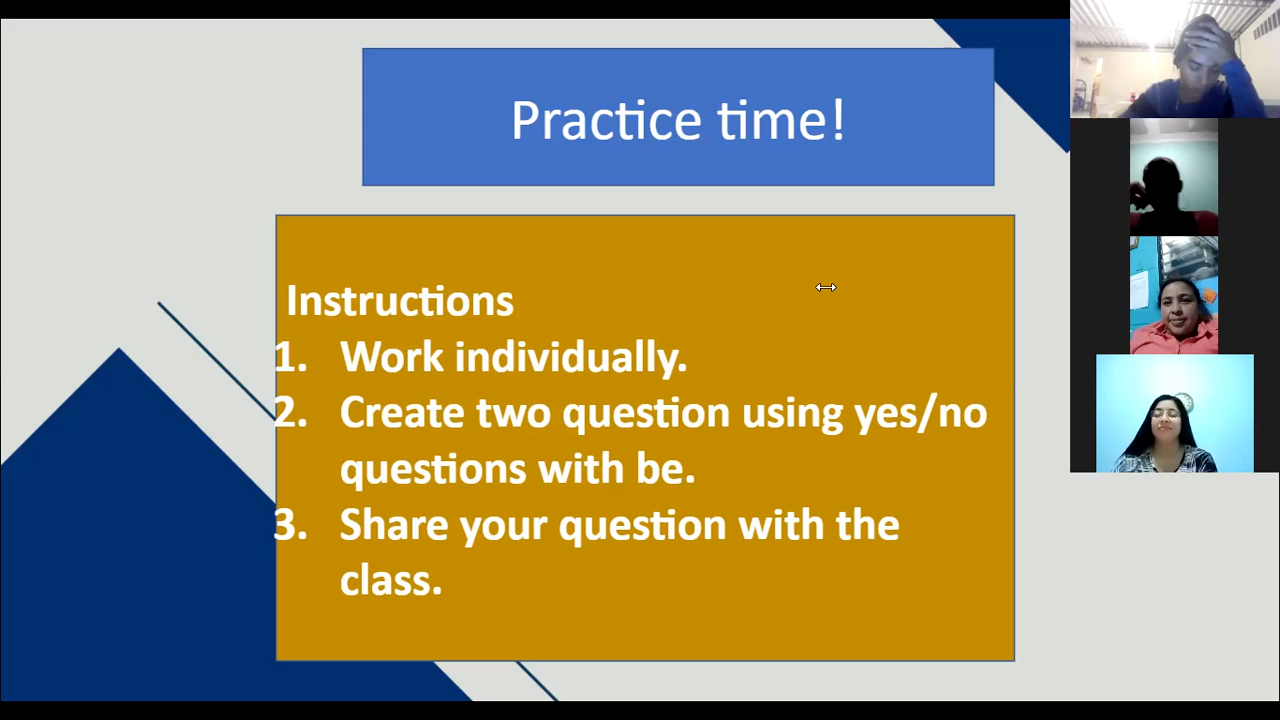 Practice time!
Instructions
1. Work individually.
2. Create two question using yes/no
questions with be.
3. Share your question with the
class.